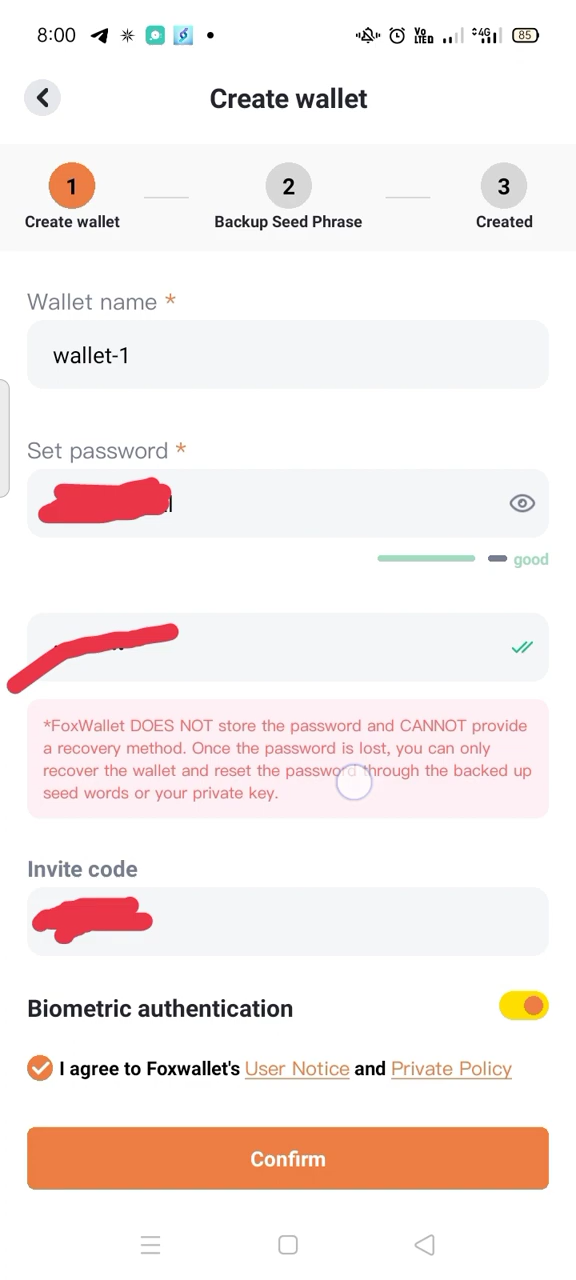 8:00
VoLTED
4G
85
Create wallet
1
2
3
Create wallet
Backup Seed Phrase
Created
Wallet name *
wallet-1
Set password *
good
*FoxWallet DOES NOT store the password and CANNOT provide
a recovery method. Once the password is lost, you can only
recover the wallet and reset the password through the backed up
seed words or your private key.
Invite code
Biometric authentication
I agree to Foxwallet's User Notice and Private Policy
Confirm